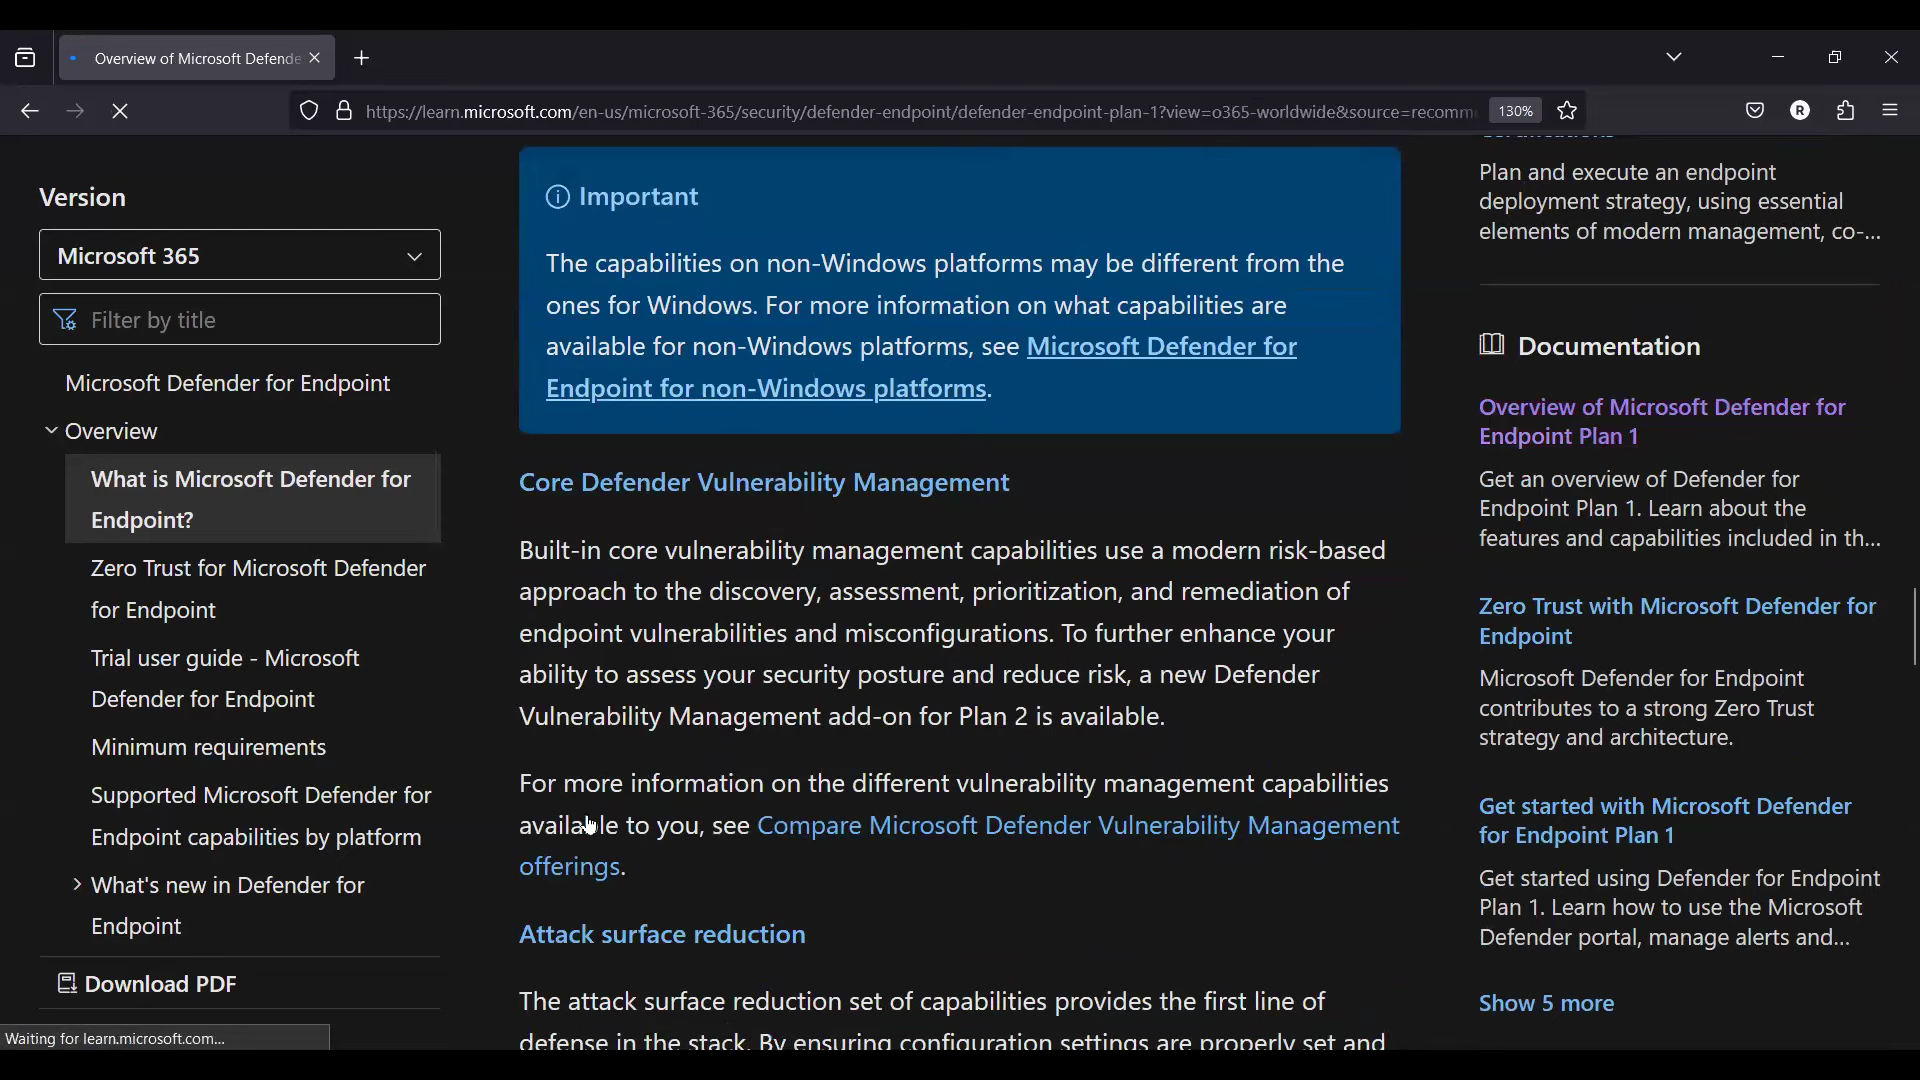 Overview of Microsoft Defende
https://learn.microsoft.com/en-us/microsoft-365/security/defender-endpoint/defender-endpoint-plan-1?view=o365-worldwide&source=recomm
130%
R
Version
Microsoft 365
Filter by title
Microsoft Defender for Endpoint
Overview
What is Microsoft Defender for
Endpoint?
Zero Trust for Microsoft Defender
for Endpoint
Trial user guide - Microsoft
Defender for Endpoint
Minimum requirements
Supported Microsoft Defender for
Endpoint capabilities by platform
What's new in Defender for
Endpoint
Download PDF
Waiting for learn.microsoft.com...
Important
The capabilities on non-Windows platforms may be different from the
ones for Windows. For more information on what capabilities are
available for non-Windows platforms, see Microsoft Defender for
Endpoint for non-Windows platforms.
Core Defender Vulnerability Management
Built-in core vulnerability management capabilities use a modern risk-based
approach to the discovery, assessment, prioritization, and remediation of
endpoint vulnerabilities and misconfigurations. To further enhance your
ability to assess your security posture and reduce risk, a new Defender
Vulnerability Management add-on for Plan 2 is available.
For more information on the different vulnerability management capabilities
available to you, see Compare Microsoft Defender Vulnerability Management
offerings.
Attack surface reduction
The attack surface reduction set of capabilities provides the first line of
defense in the stack. By ensuring configuration settings are properly set and
Plan and execute an endpoint
deployment strategy, using essential
elements of modern management, co-...
Documentation
Overview of Microsoft Defender for
Endpoint Plan 1
Get an overview of Defender for
Endpoint Plan 1. Learn about the
features and capabilities included in th...
Zero Trust with Microsoft Defender for
Endpoint
Microsoft Defender for Endpoint
contributes to a strong Zero Trust
strategy and architecture.
Get started with Microsoft Defender
for Endpoint Plan 1
Get started using Defender for Endpoint
Plan 1. Learn how to use the Microsoft
Defender portal, manage alerts and...
Show 5 more